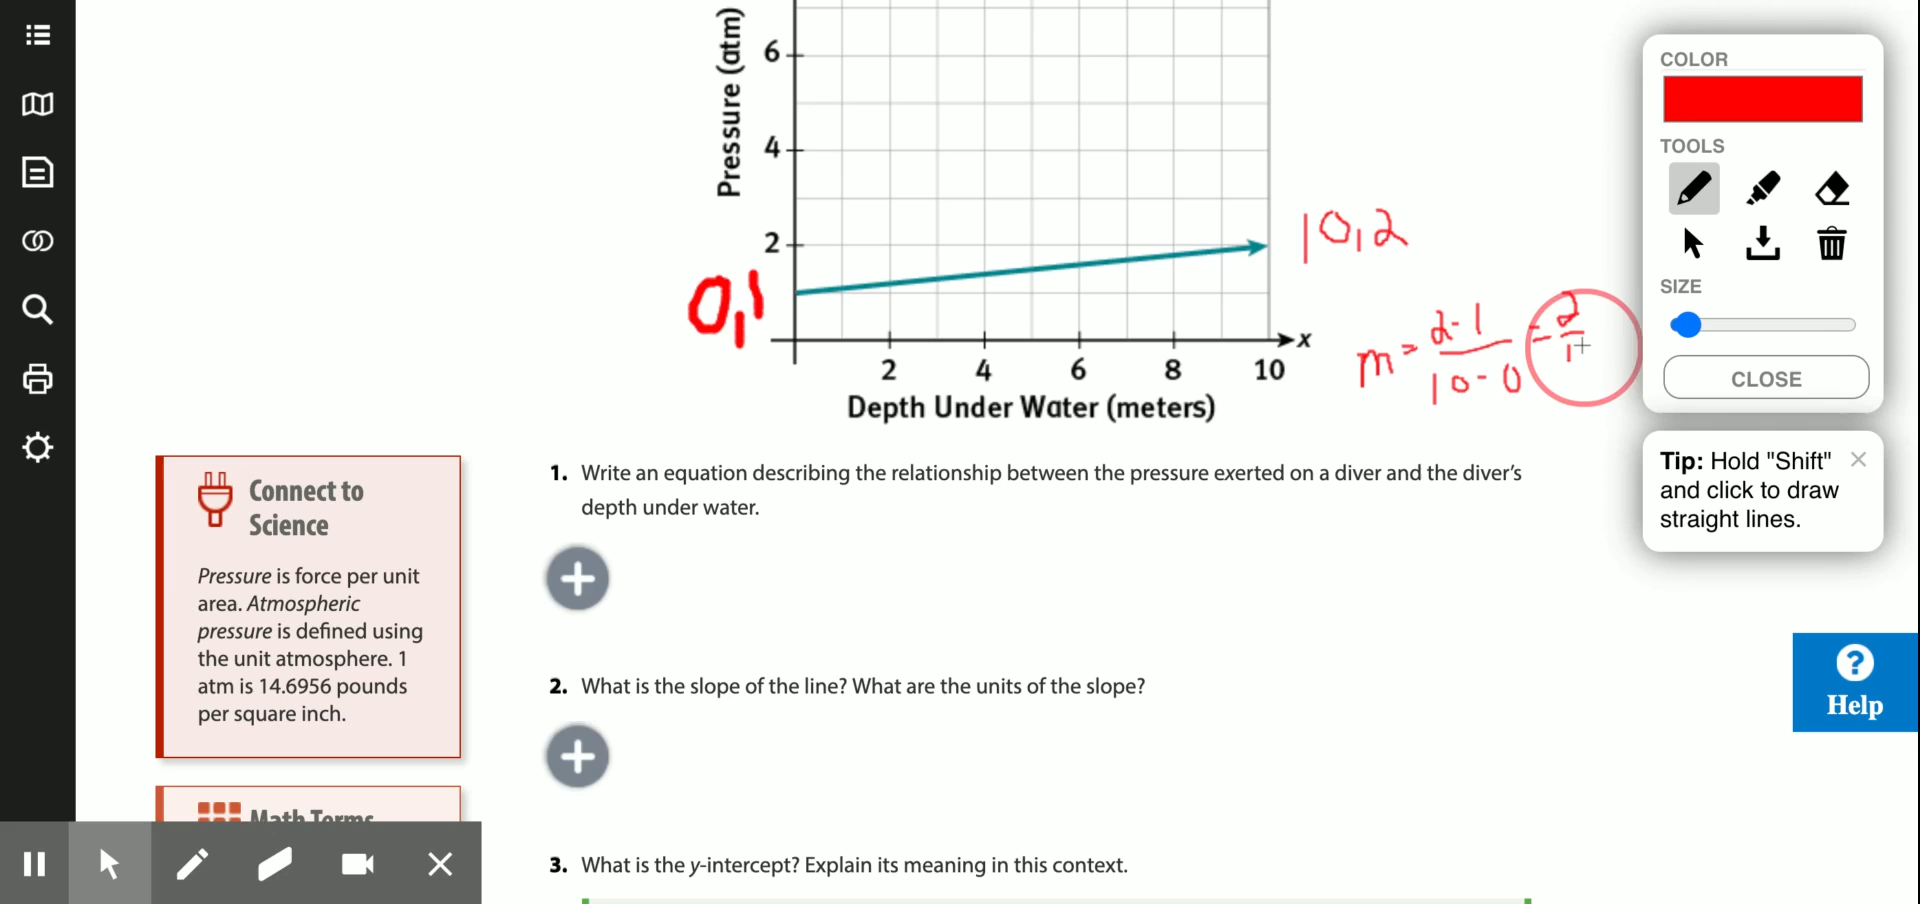 Pressure (atm)
6
4
2
0,1
10,2
x
2 4 6 8 10
Depth Under Water (meters)
m = 2-1 / 10-0 = 2 / 1
1. Write an equation describing the relationship between the pressure exerted on a diver and the diver's
depth under water.
2. What is the slope of the line? What are the units of the slope?
3. What is the y-intercept? Explain its meaning in this context.
Connect to
Science
Pressure is force per unit
area. Atmospheric
pressure is defined using
the unit atmosphere. 1
atm is 14.6956 pounds
per square inch.
Math Terms
COLOR
TOOLS
SIZE
CLOSE
Tip: Hold "Shift"
and click to draw
straight lines.
?
Help